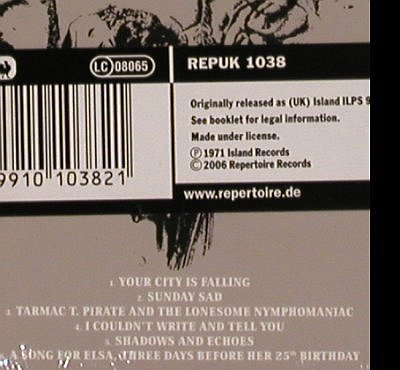 LC 08065
REPUK 1038
Originally released as (UK) Island ILPS 9
See booklet for legal information.
Made under license.
Ⓟ 1971 Island Records
© 2006 Repertoire Records
9910 103821
www.repertoire.de
1. YOUR CITY IS FALLING
2. SUNDAY SAD
3. TARMAC T. PIRATE AND THE LONESOME NYMPHOMANIAC
4. I COULDN'T WRITE AND TELL YOU
5. SHADOWS AND ECHOES
A SONG FOR ELSA, THREE DAYS BEFORE HER 25th BIRTHDAY